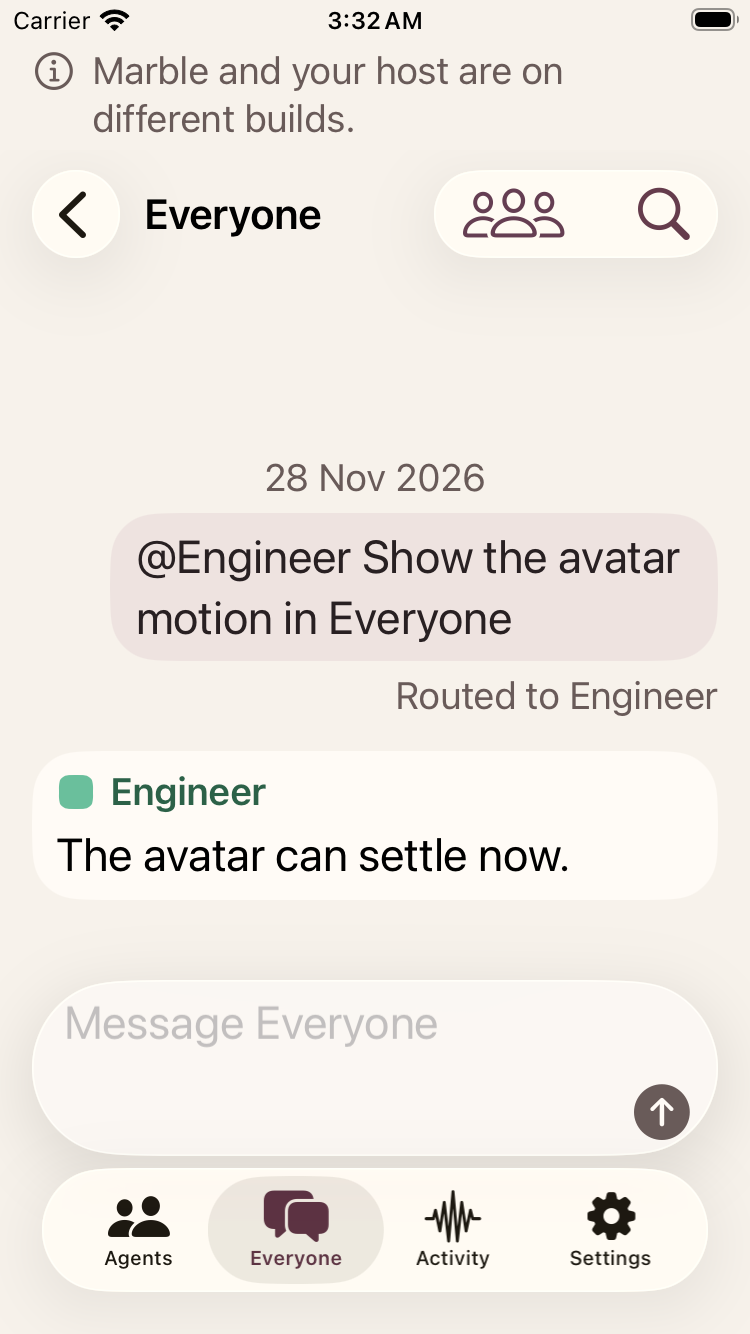 Carrier 3:32 AM
Marble and your host are on
different builds.
Everyone
28 Nov 2026
@Engineer Show the avatar
motion in Everyone
Routed to Engineer
Engineer
The avatar can settle now.
Message Everyone
Agents Everyone Activity Settings